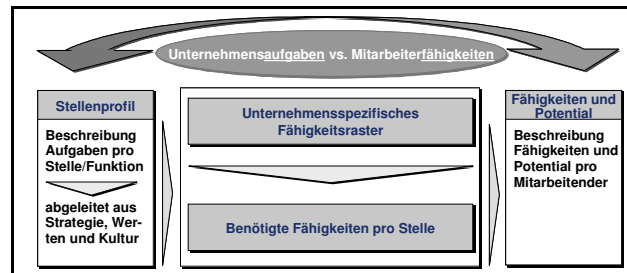 Unternehmensaufgaben vs. Mitarbeiterfähigkeiten
Stellenprofil
Beschreibung
Aufgaben pro
Stelle/Funktion
abgeleitet aus
Strategie, Wer-
ten und Kultur
Unternehmensspezifisches
Fähigkeitsraster
Benötigte Fähigkeiten pro Stelle
Fähigkeiten und
Potential
Beschreibung
Fähigkeiten und
Potential pro
Mitarbeitender